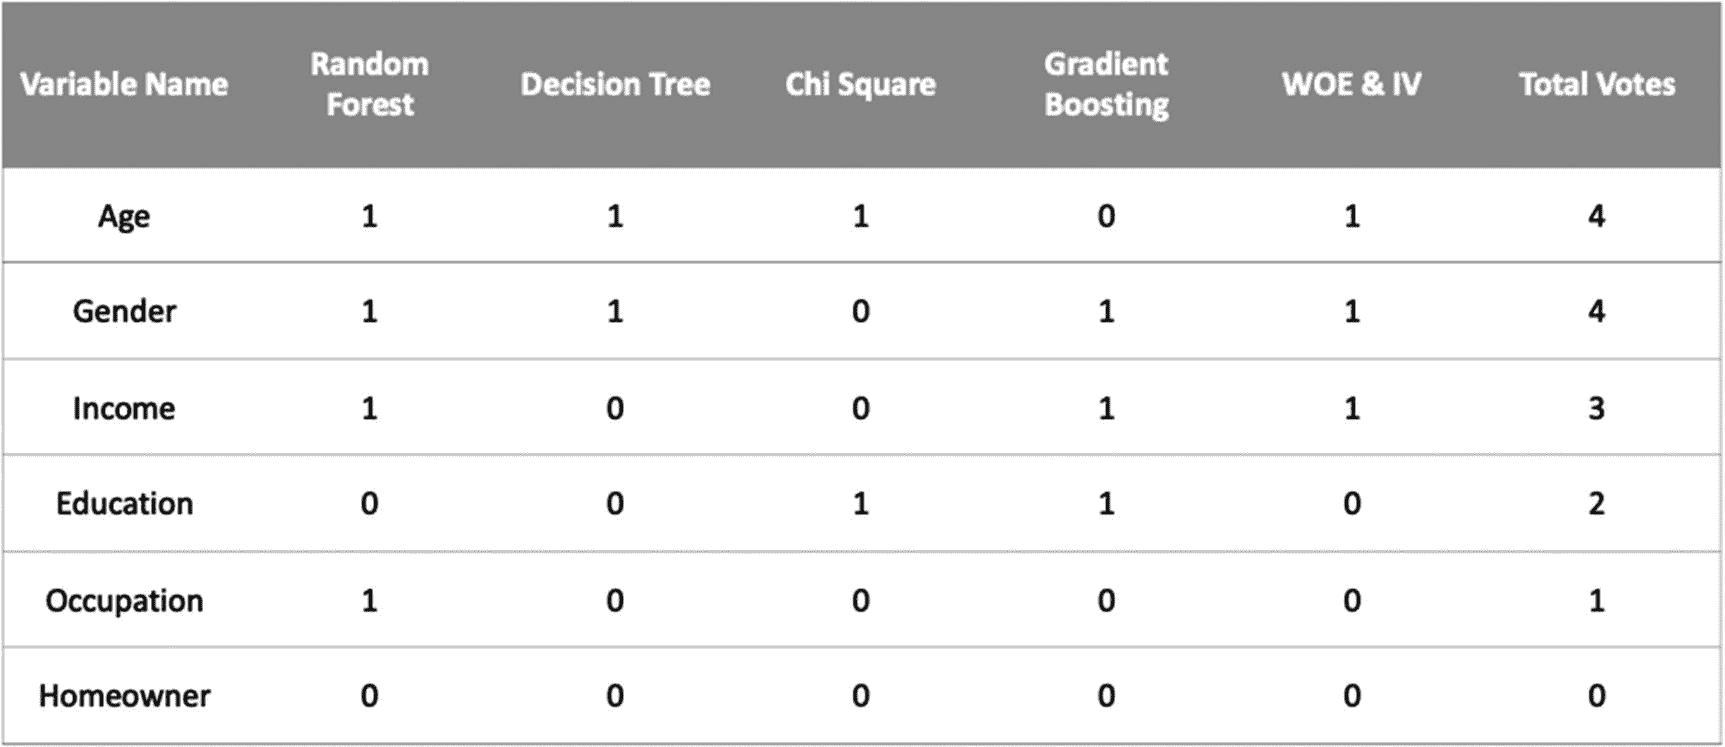 Variable Name Random Forest Decision Tree Chi Square Gradient Boosting WOE & IV Total Votes
Age 1 1 1 0 1 4
Gender 1 1 0 1 1 4
Income 1 0 0 1 1 3
Education 0 0 1 1 0 2
Occupation 1 0 0 0 0 1
Homeowner 0 0 0 0 0 0